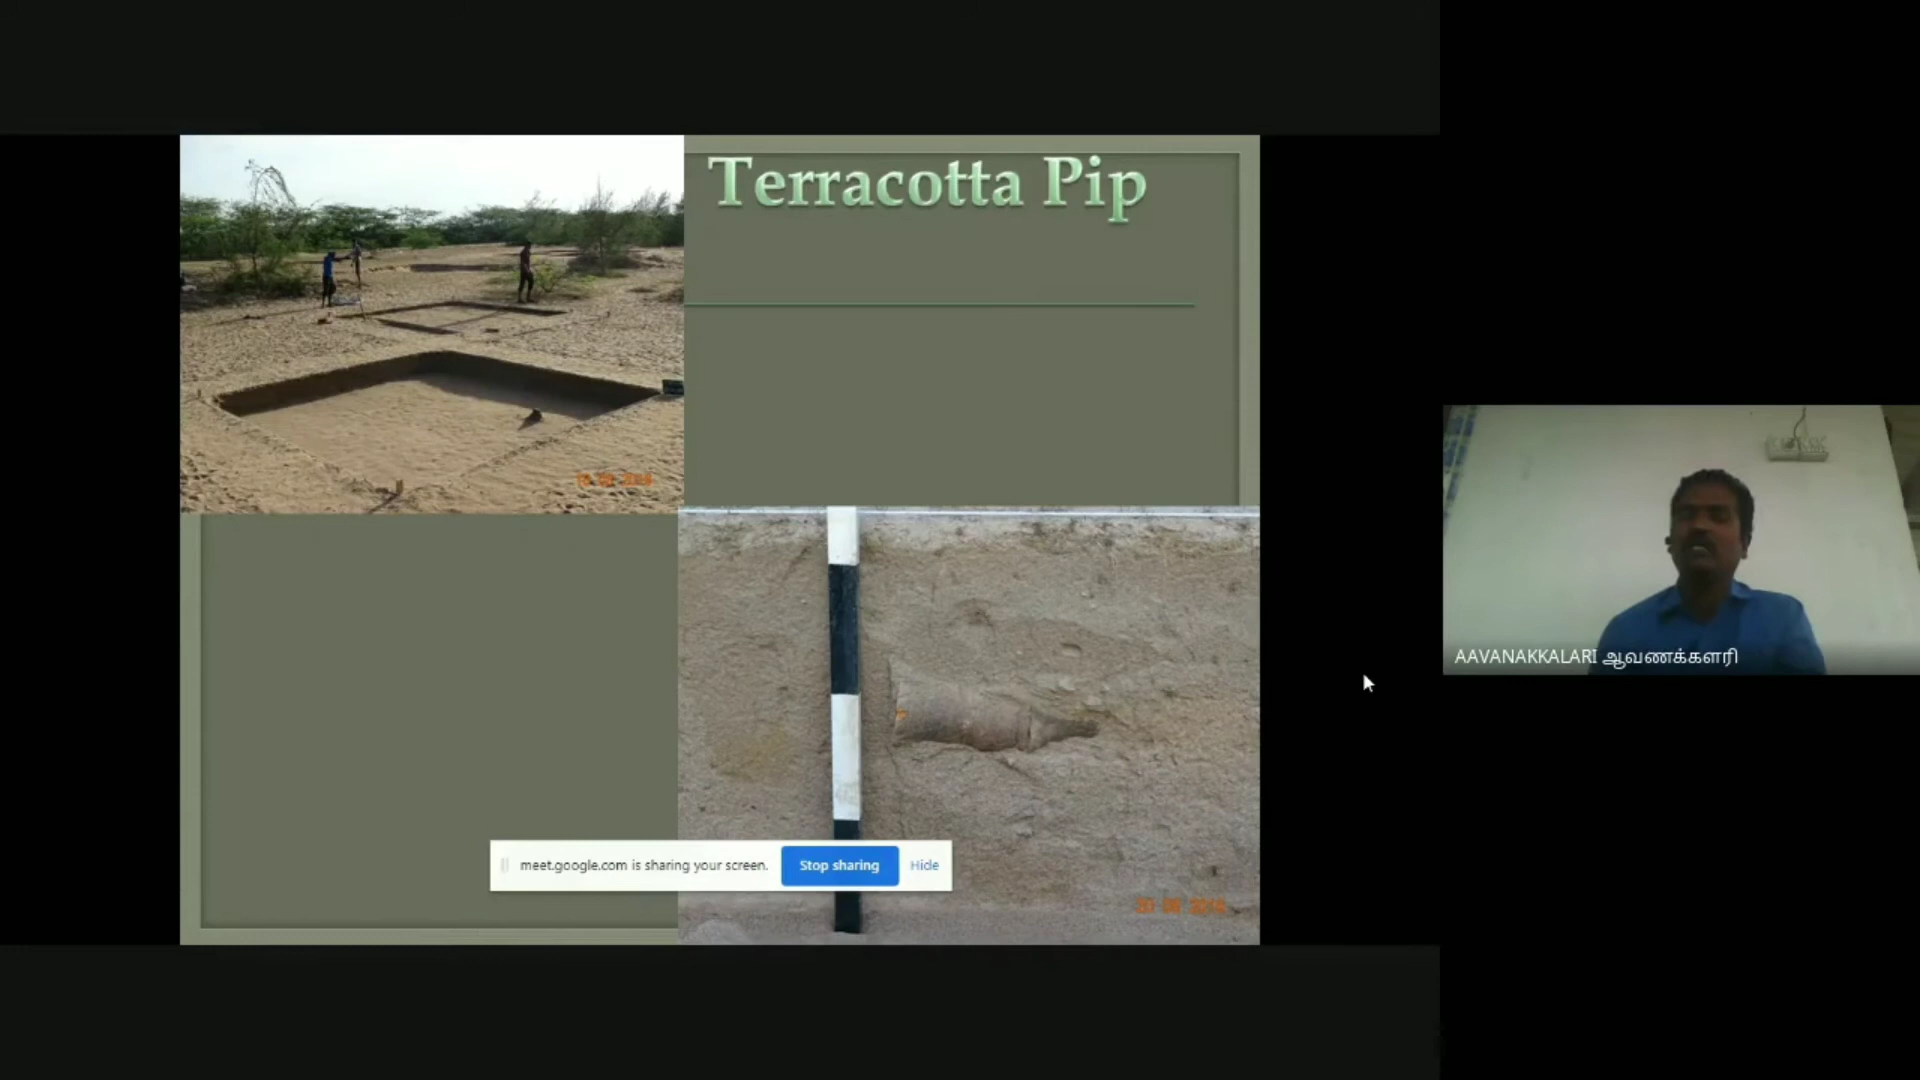 Terracotta Pip
AAVANAKKALARI ஆவணக்களரி
meet.google.com is sharing your screen.
Stop sharing
Hide